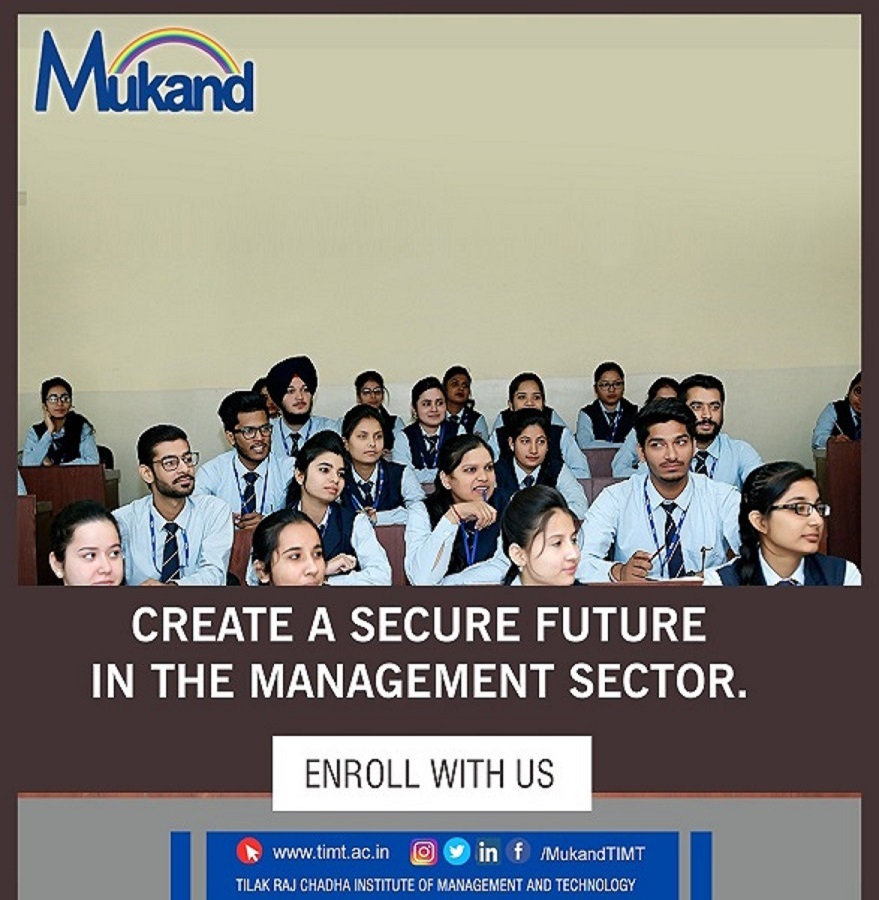 Mukand
CREATE A SECURE FUTURE
IN THE MANAGEMENT SECTOR.
ENROLL WITH US
www.timt.ac.in /MukandTIMT
TILAK RAJ CHADHA INSTITUTE OF MANAGEMENT AND TECHNOLOGY